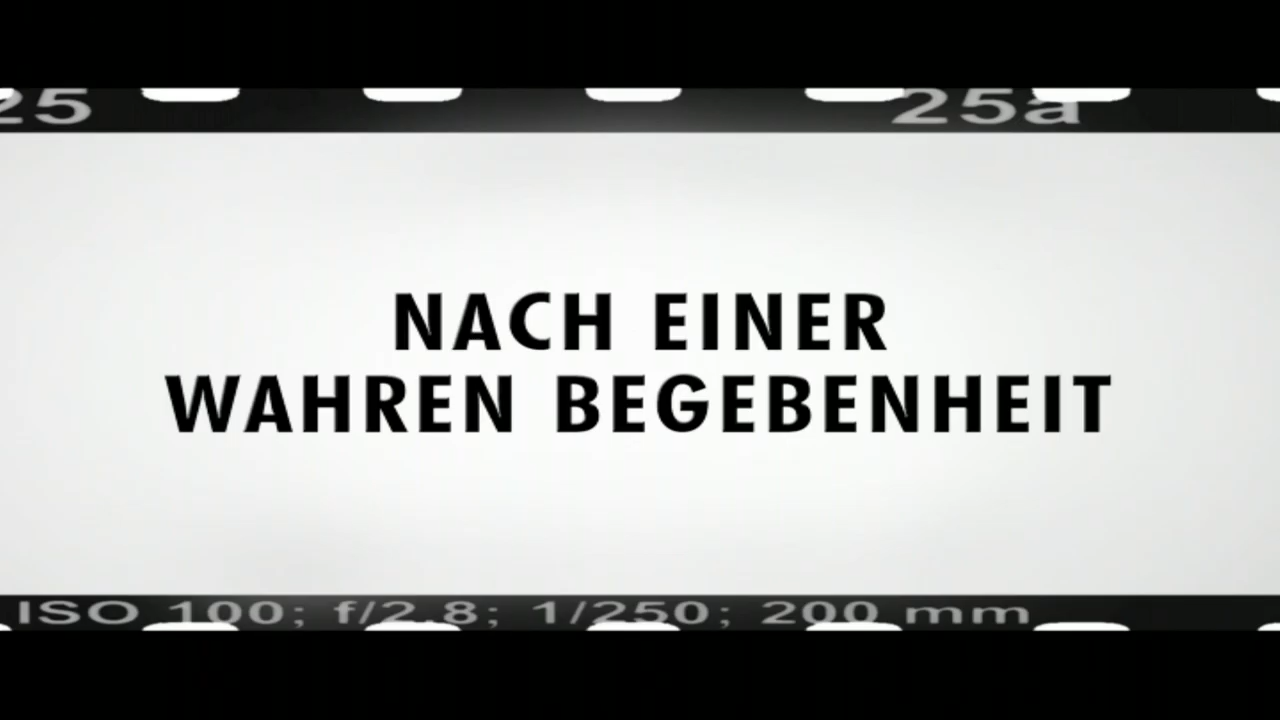 25 25a
NACH EINER
WAHREN BEGEBENHEIT
ISO 100; f/2.8; 1/250; 200 mm